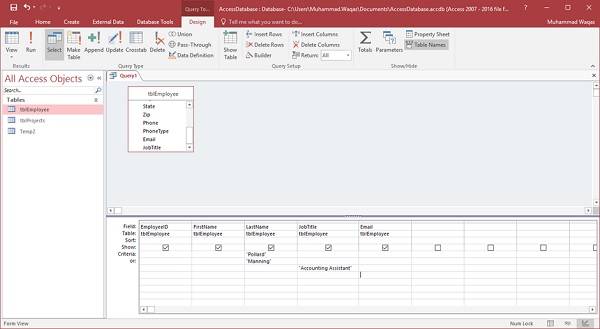 Query To... AccessDatabase : Database- C:\Users\Muhammad.Waqas\Documents\AccessDatabase.accdb (Access 2007 - 2016 file f... Muhammad Waqas
File Home Create External Data Database Tools Design Tell me what you want to do...
View Run Select Make Table Append Update Crosstab Delete
Union
Pass-Through
Data Definition
Show Table
Insert Rows
Delete Rows
Builder
Insert Columns
Delete Columns
Return: All
Totals Parameters
Property Sheet
Table Names
Results Query Type Query Setup Show/Hide
All Access Objects
Search...
Tables
tblEmployee
tblProjects
Temp2
Query1
tblEmployee
State
Zip
Phone
PhoneType
Email
JobTitle
Field: EmployeeID FirstName LastName JobTitle Email
Table: tblEmployee tblEmployee tblEmployee tblEmployee tblEmployee
Sort:
Show:
Criteria: "Pollard"
or: "Manning"
"Accounting Assistant"
Form View Num Lock SQL